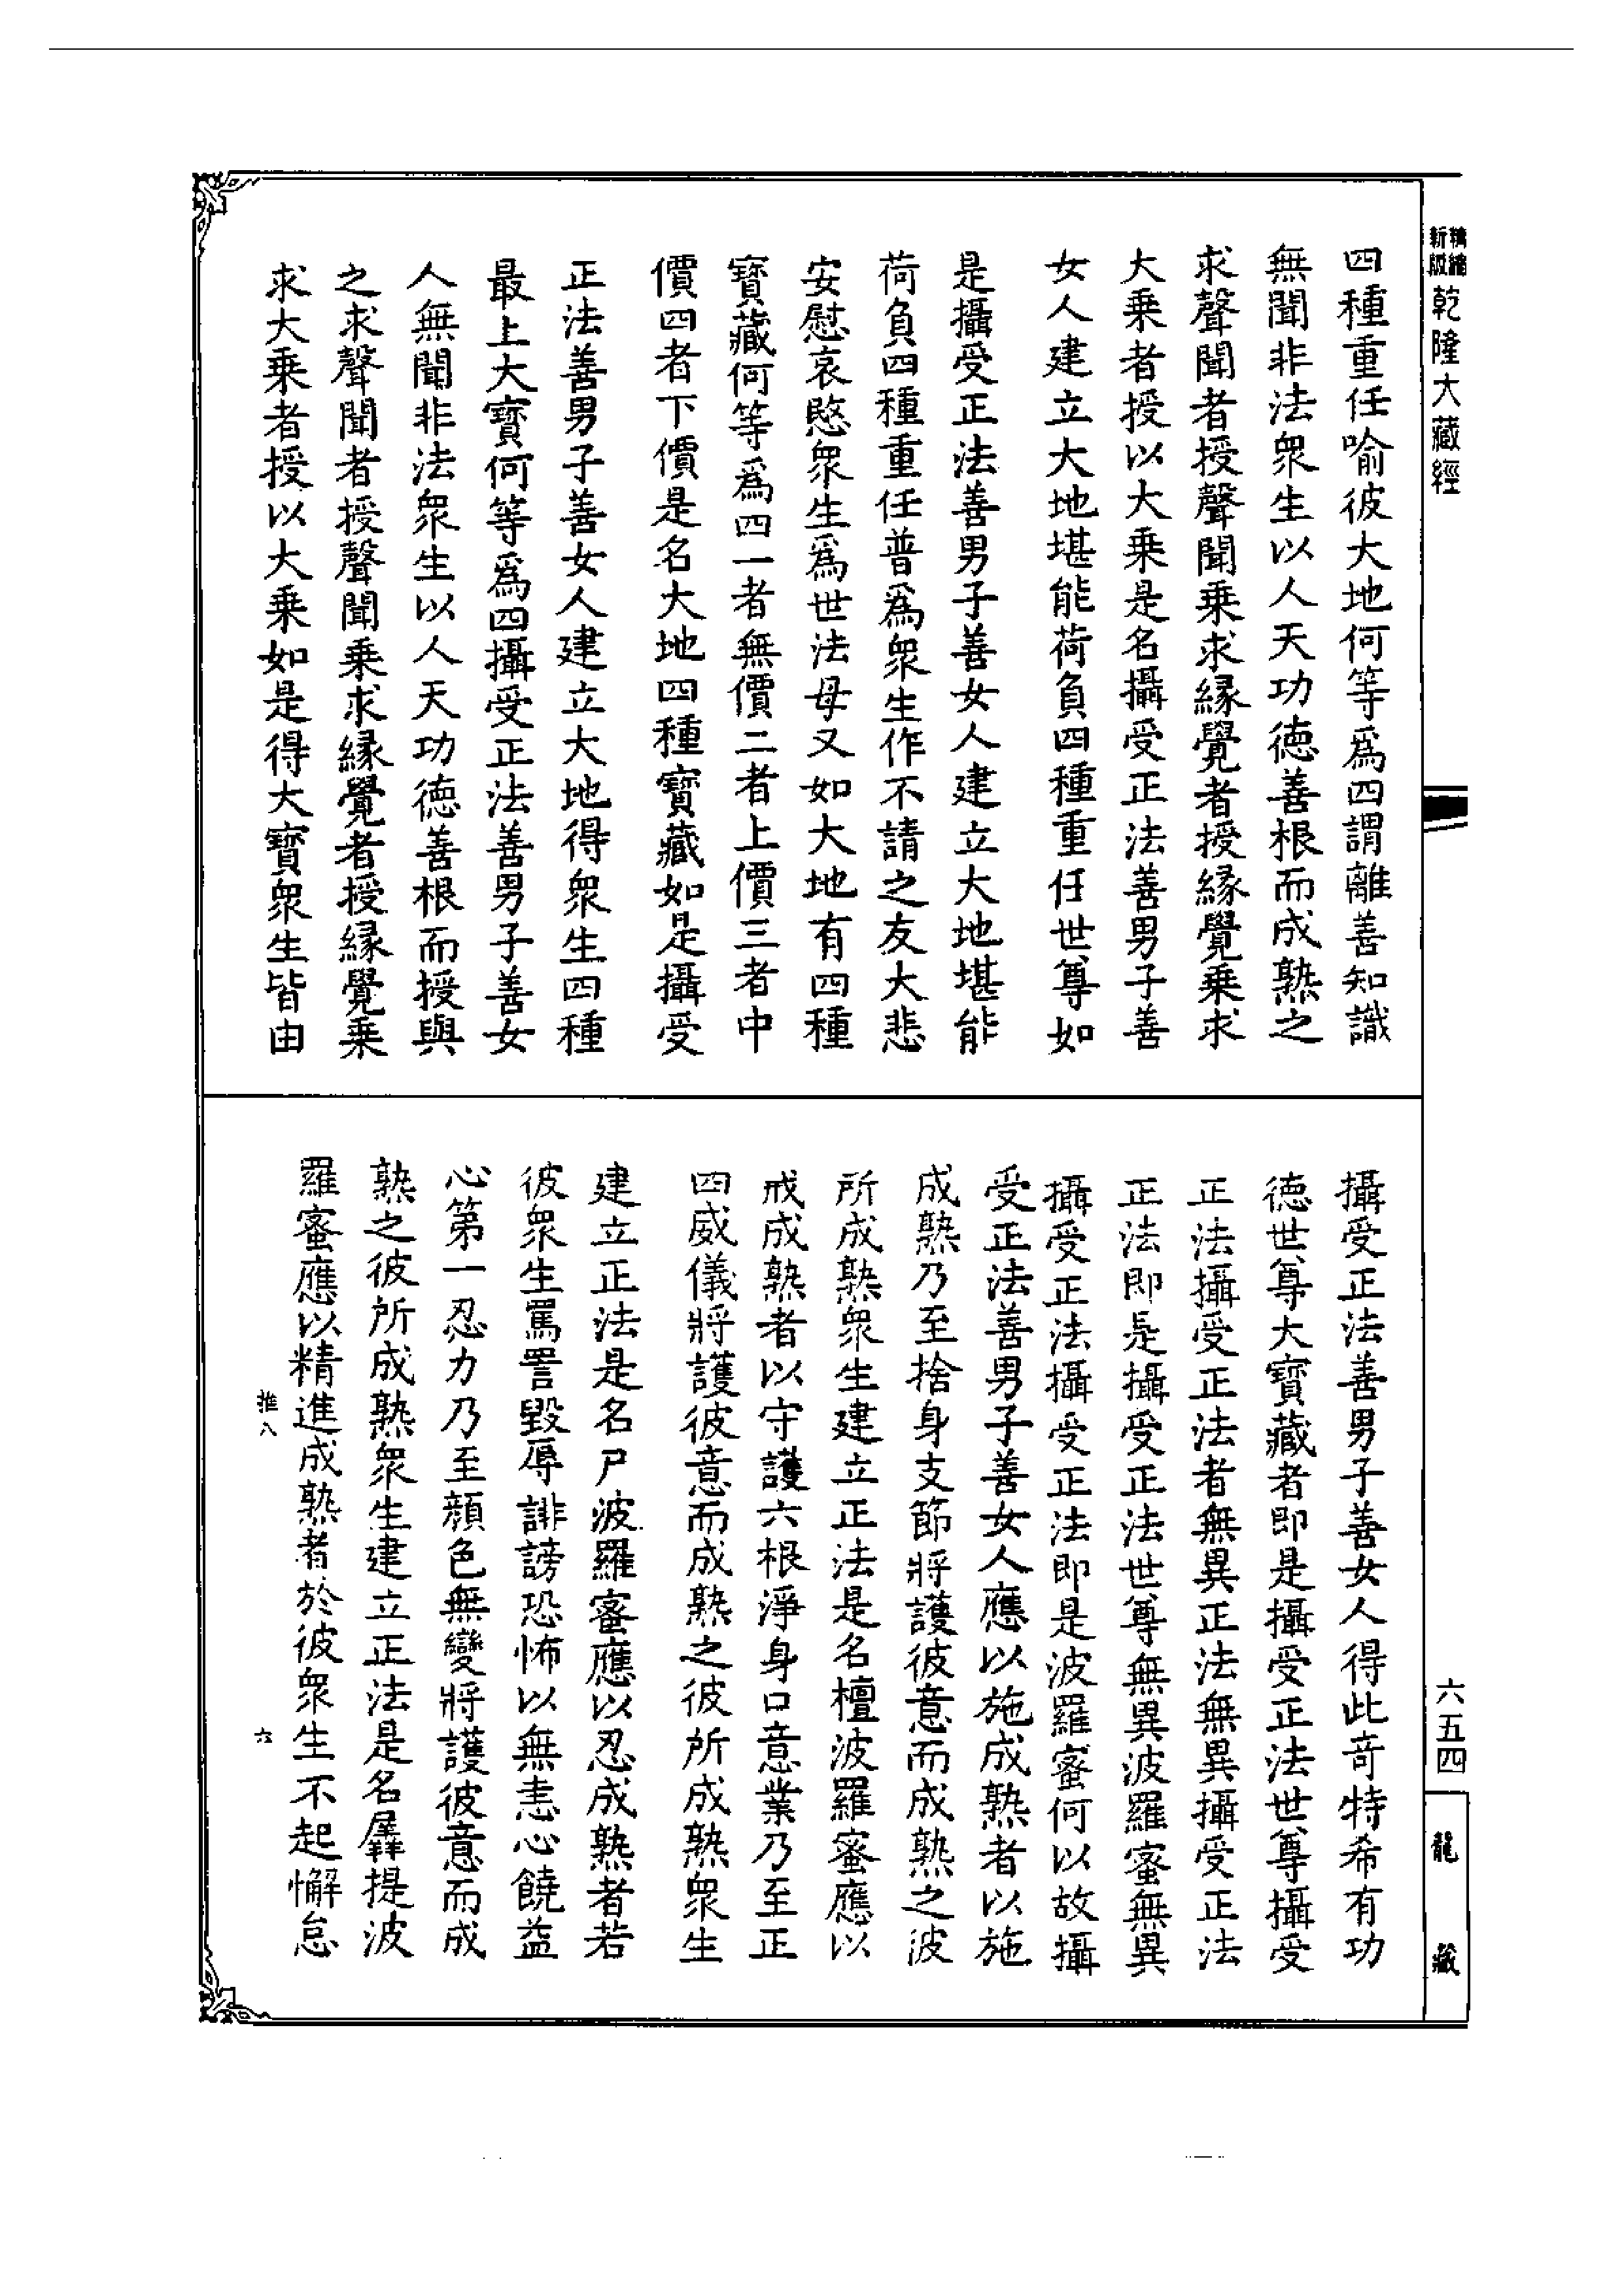 精縮新版乾隆大藏經
四種重任喻彼大地何等爲四謂離善知識
無聞非法衆生以人天功德善根而成熟之
求聲聞者授聲聞乘求緣覺者授緣覺乘求
大乘者授以大乘是名攝受正法善男子善
女人建立大地堪能荷負四種重任世尊如
是攝受正法善男子善女人建立大地堪能
荷負四種重任普爲衆生作不請之友大悲
安慰哀愍衆生爲世法母又如大地有四種
寶藏何等爲四一者無價二者上價三者中
價四者下價是名大地四種寶藏如是攝受
正法善男子善女人建立大地得衆生四種
最上大寶何等爲四攝受正法善男子善女
人無聞非法衆生以人天功德善根而授與
之求聲聞者授聲聞乘求緣覺者授緣覺乘
求大乘者授以大乘如是得大寶衆生皆由
攝受正法善男子善女人得此竒特希有功
德世尊大寶藏者即是攝受正法世尊攝受
正法攝受正法者無異正法無異攝受正法
正法即是攝受正法世尊無異波羅蜜無異
攝受正法攝受正法即是波羅蜜何以故攝
受正法善男子善女人應以施成熟者以施
成熟乃至捨身支節將護彼意而成熟之彼
所成熟衆生建立正法是名檀波羅蜜應以
戒成熟者以守護六根淨身口意業乃至正
四威儀將護彼意而成熟之彼所成熟衆生
建立正法是名尸波羅蜜應以忍成熟者若
彼衆生罵詈毀辱誹謗恐怖以無恚心饒益
心第一忍力乃至顔色無變將護彼意而成
熟之彼所成熟衆生建立正法是名羼提波
羅蜜應以精進成熟者於彼衆生不起懈怠
推八
六
六五四
龍藏